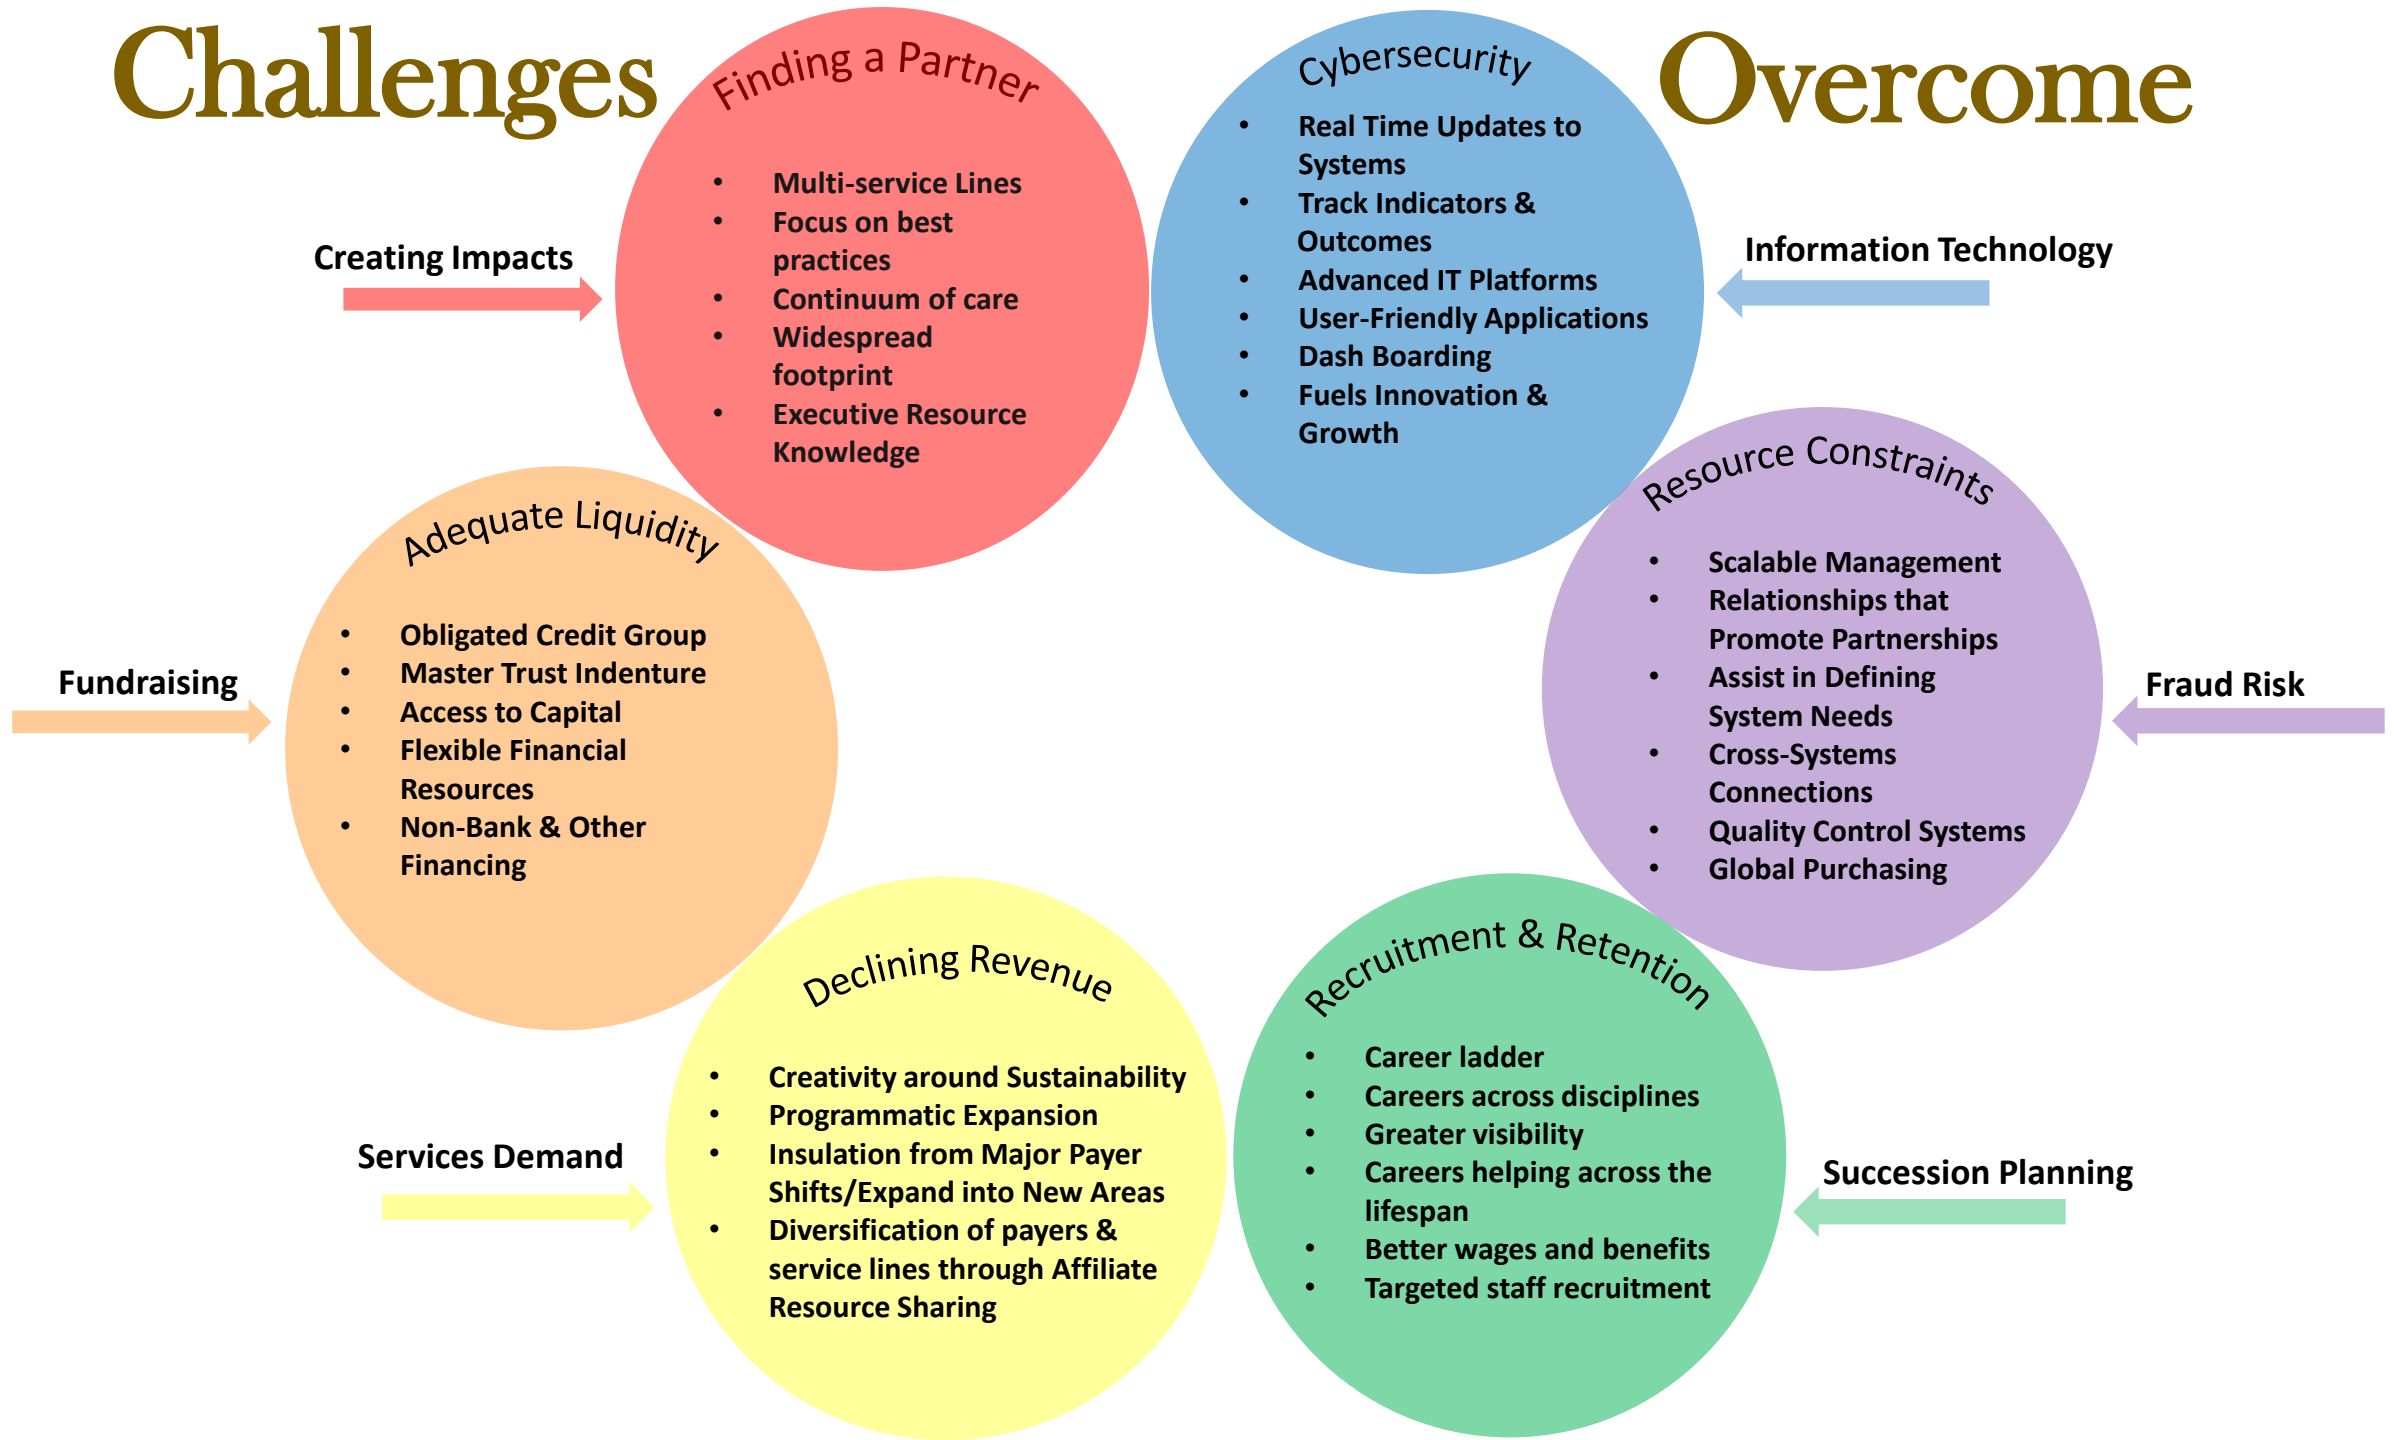 Challenges
Overcome
Creating Impacts
Finding a Partner
• Multi-service Lines
• Focus on best
practices
• Continuum of care
• Widespread
footprint
• Executive Resource
Knowledge
Cybersecurity
• Real Time Updates to
Systems
• Track Indicators &
Outcomes
• Advanced IT Platforms
• User-Friendly Applications
• Dash Boarding
• Fuels Innovation &
Growth
Information Technology
Fundraising
Adequate Liquidity
• Obligated Credit Group
• Master Trust Indenture
• Access to Capital
• Flexible Financial
Resources
• Non-Bank & Other
Financing
Resource Constraints
• Scalable Management
• Relationships that
Promote Partnerships
• Assist in Defining
System Needs
• Cross-Systems
Connections
• Quality Control Systems
• Global Purchasing
Fraud Risk
Services Demand
Declining Revenue
• Creativity around Sustainability
• Programmatic Expansion
• Insulation from Major Payer
Shifts/Expand into New Areas
• Diversification of payers &
service lines through Affiliate
Resource Sharing
Recruitment & Retention
• Career ladder
• Careers across disciplines
• Greater visibility
• Careers helping across the
lifespan
• Better wages and benefits
• Targeted staff recruitment
Succession Planning